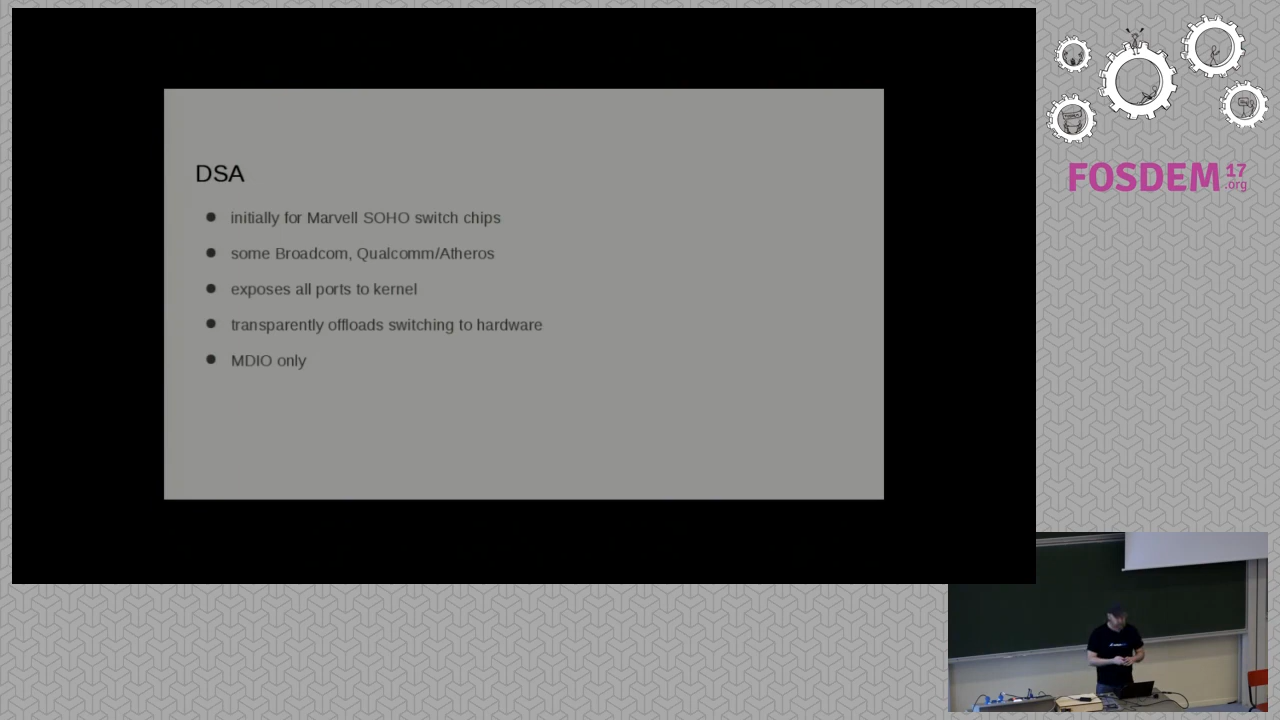 DSA
initially for Marvell SOHO switch chips
some Broadcom, Qualcomm/Atheros
exposes all ports to kernel
transparently offloads switching to hardware
MDIO only
FOSDEM 17
.org